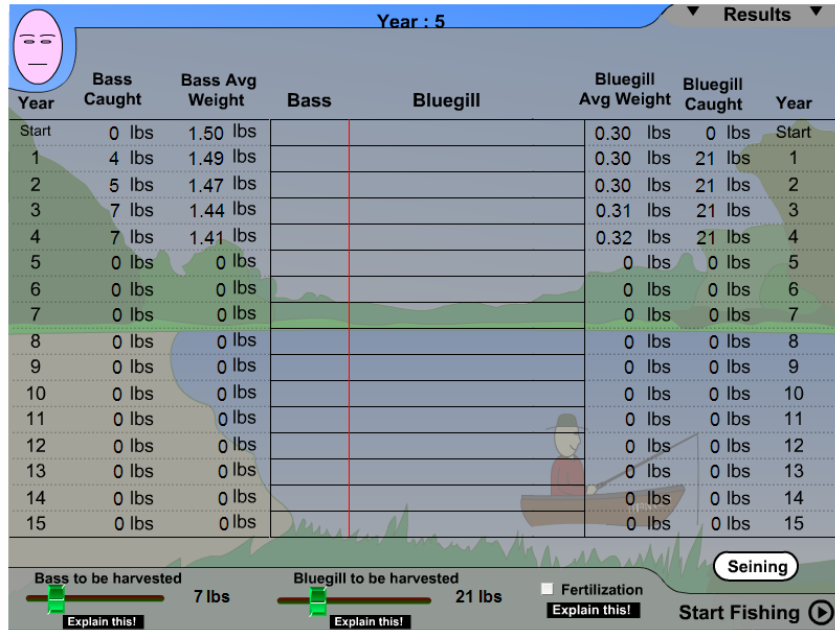 Year : 5
Results
Year Bass Caught Bass Avg Weight Bass Bluegill Bluegill Avg Weight Bluegill Caught Year
Start 0 lbs 1.50 lbs 0.30 lbs 0 lbs Start
1 4 lbs 1.49 lbs 0.30 lbs 21 lbs 1
2 5 lbs 1.47 lbs 0.30 lbs 21 lbs 2
3 7 lbs 1.44 lbs 0.31 lbs 21 lbs 3
4 7 lbs 1.41 lbs 0.32 lbs 21 lbs 4
5 0 lbs 0 lbs 0 lbs 0 lbs 5
6 0 lbs 0 lbs 0 lbs 0 lbs 6
7 0 lbs 0 lbs 0 lbs 0 lbs 7
8 0 lbs 0 lbs 0 lbs 0 lbs 8
9 0 lbs 0 lbs 0 lbs 0 lbs 9
10 0 lbs 0 lbs 0 lbs 0 lbs 10
11 0 lbs 0 lbs 0 lbs 0 lbs 11
12 0 lbs 0 lbs 0 lbs 0 lbs 12
13 0 lbs 0 lbs 0 lbs 0 lbs 13
14 0 lbs 0 lbs 0 lbs 0 lbs 14
15 0 lbs 0 lbs 0 lbs 0 lbs 15
Seining
Bass to be harvested
7 lbs
Explain this!
Bluegill to be harvested
21 lbs
Explain this!
Fertilization
Explain this!
Start Fishing